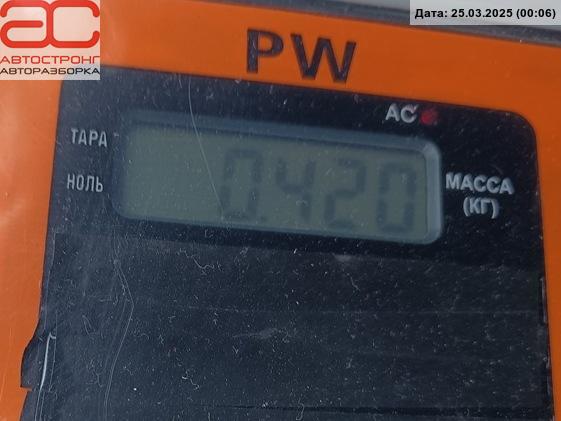 Дата: 25.03.2025 (00:06)
АС
АВТОСТРОНГ
АВТОРАЗБОРКА
PW
AC
ТАРА
НОЛЬ
0.420
МАССА
(КГ)